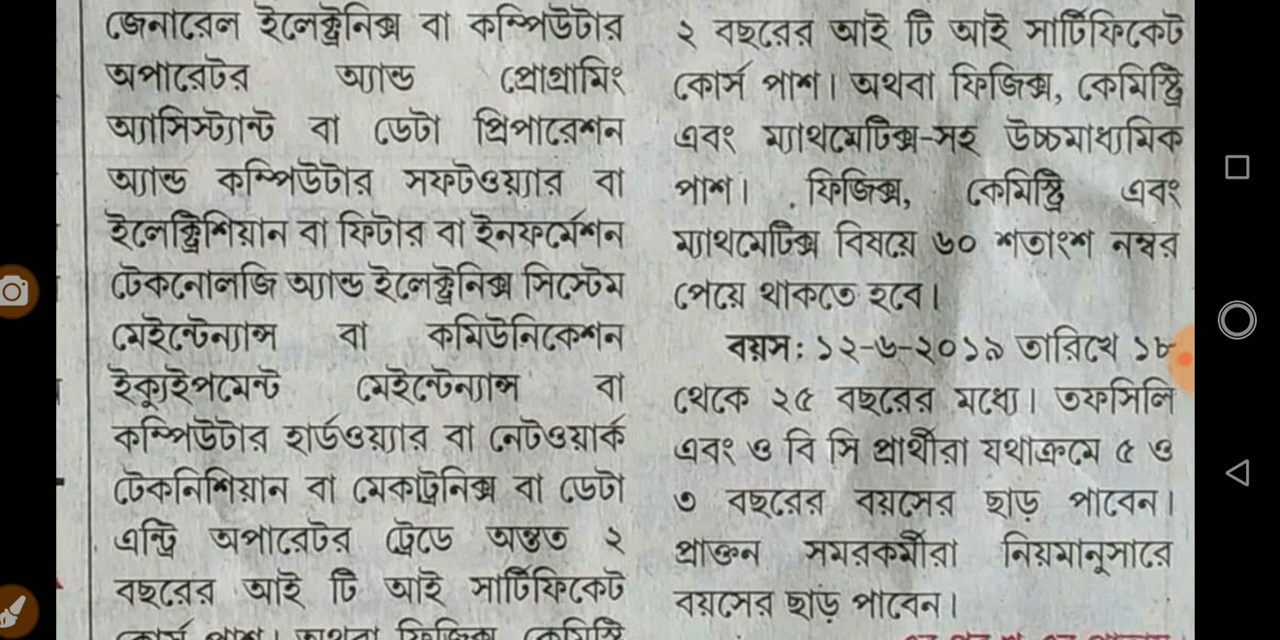 জেনারেল ইলেক্ট্রনিক্স বা কম্পিউটার
অপারেটর অ্যান্ড প্রোগ্রামিং
অ্যাসিস্ট্যান্ট বা ডেটা প্রিপারেশন
অ্যান্ড কম্পিউটার সফটওয়্যার বা
ইলেক্ট্রিশিয়ান বা ফিটার বা ইনফর্মেশন
টেকনোলজি অ্যান্ড ইলেক্ট্রনিক্স সিস্টেম
মেইন্টেন্যান্স বা কমিউনিকেশন
ইক্যুইপমেন্ট মেইন্টেন্যান্স বা
কম্পিউটার হার্ডওয়্যার বা নেটওয়ার্ক
টেকনিশিয়ান বা মেকাট্রনিক্স বা ডেটা
এন্ট্রি অপারেটর ট্রেডে অন্তত ২
বছরের আই টি আই সার্টিফিকেট
কোর্স পাশ। অথবা ফিজিক্স, কেমিস্ট্রি
২ বছরের আই টি আই সার্টিফিকেট
কোর্স পাশ। অথবা ফিজিক্স, কেমিস্ট্রি
এবং ম্যাথমেটিক্স-সহ উচ্চমাধ্যমিক
পাশ। . ফিজিক্স, কেমিস্ট্রি এবং
ম্যাথমেটিক্স বিষয়ে ৬০ শতাংশ নম্বর
পেয়ে থাকতে হবে।
বয়স: ১২-৬-২০১৯ তারিখে ১৮
থেকে ২৫ বছরের মধ্যে। তফসিলি
এবং ও বি সি প্রার্থীরা যথাক্রমে ৫ ও
৩ বছরের বয়সের ছাড় পাবেন।
প্রাক্তন সমরকর্মীরা নিয়মানুসারে
বয়সের ছাড় পাবেন।